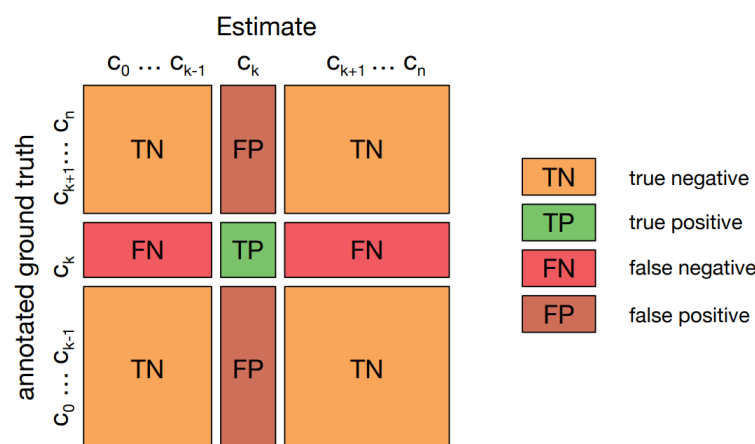 Estimate
c0 ... ck-1 ck ck+1 ... cn
annotated ground truth
ck+1 ... cn
ck
c0 ... ck-1
TN FP TN
FN TP FN
TN FP TN
TN true negative
TP true positive
FN false negative
FP false positive